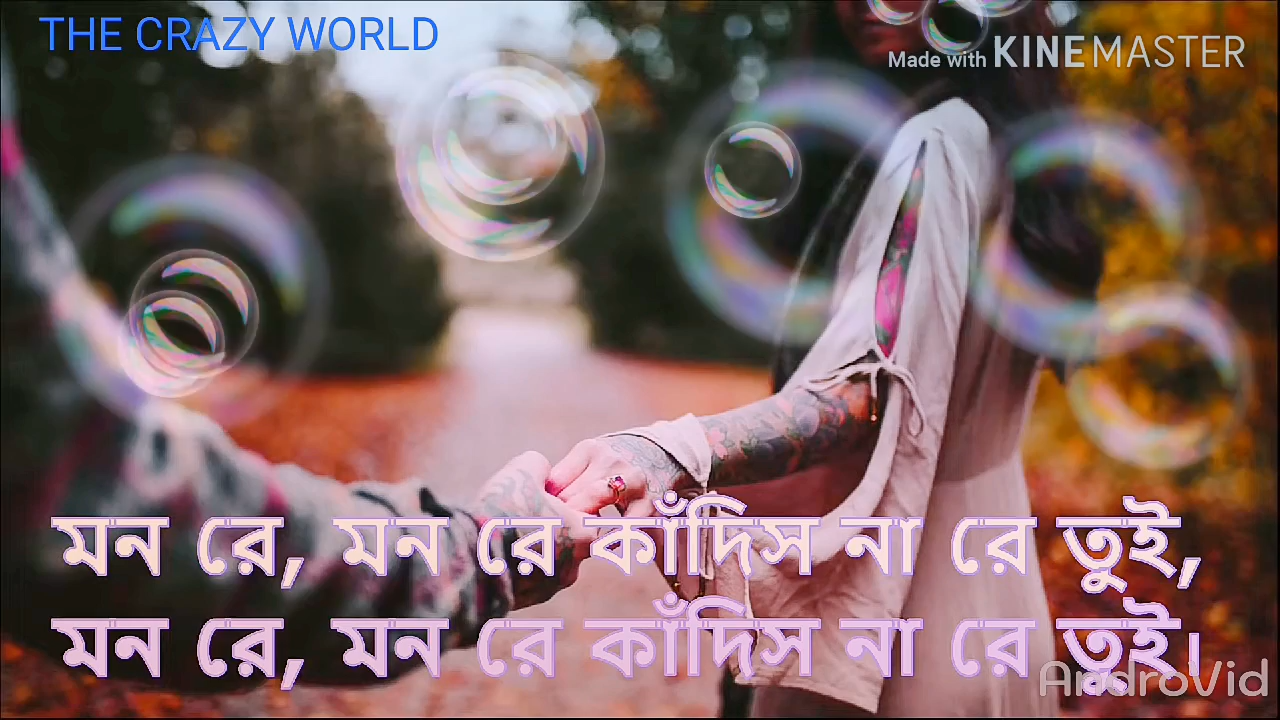 THE CRAZY WORLD
Made with KINEMASTER
মন রে, মন রে কাঁদিস না রে তুই,
মন রে, মন রে কাঁদিস না রে তুই।
AndroVid